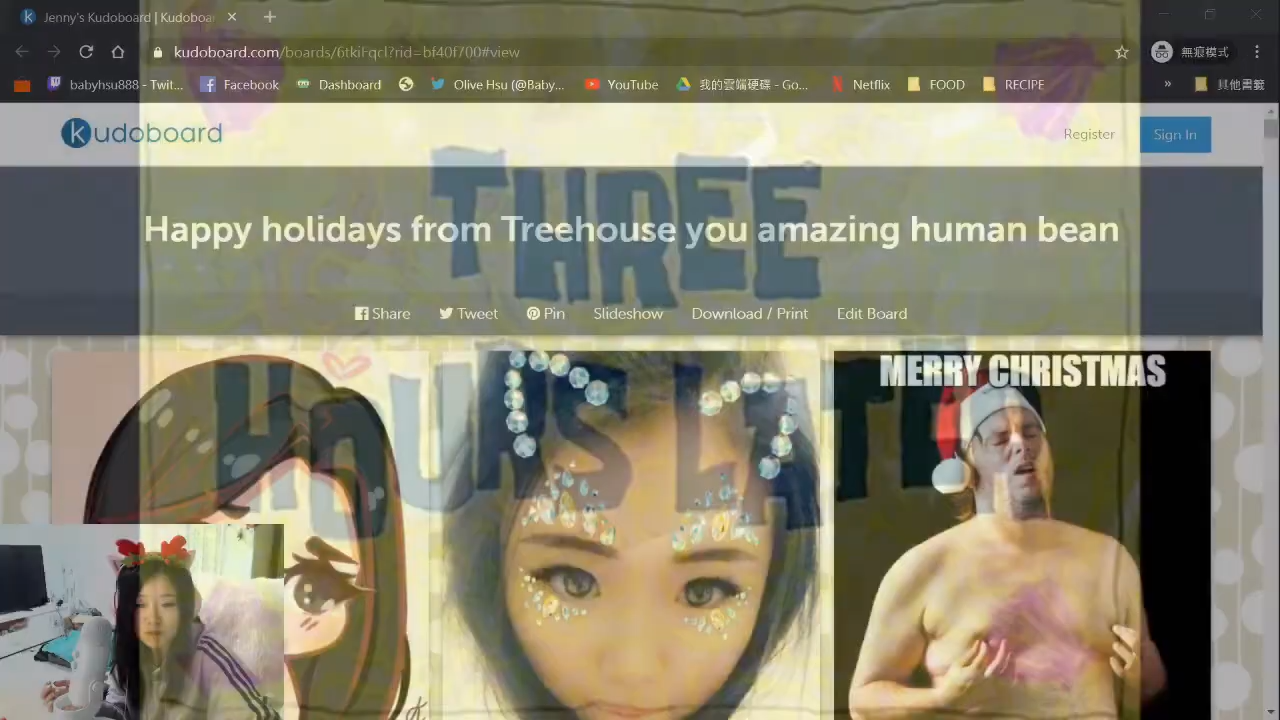 Jenny's Kudoboard | Kudoboar
kudoboard.com/boards/6tkiFqcl?rid=bf40f700#view
無痕模式
babyhsu888 - Twit...
Facebook
Dashboard
Olive Hsu (@Baby...
YouTube
我的雲端硬碟 - Go...
Netflix
FOOD
RECIPE
»
其他書籤
kudoboard
Register
Sign In
THREE
Happy holidays from Treehouse you amazing human bean
Share
Tweet
Pin
Slideshow
Download / Print
Edit Board
MERRY CHRISTMAS
HOURS LATER